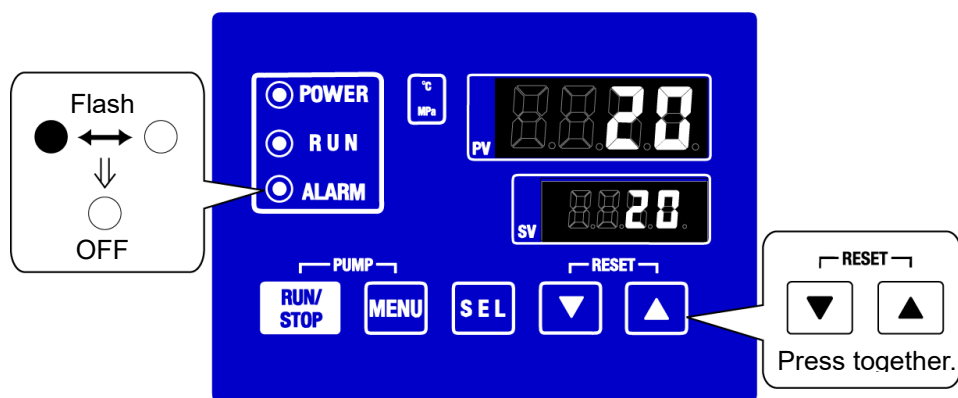 Flash
OFF
POWER
RUN
ALARM
°C
MPa
PV
20
SV
20
PUMP
RUN/
STOP
MENU
SEL
RESET
RESET
Press together.